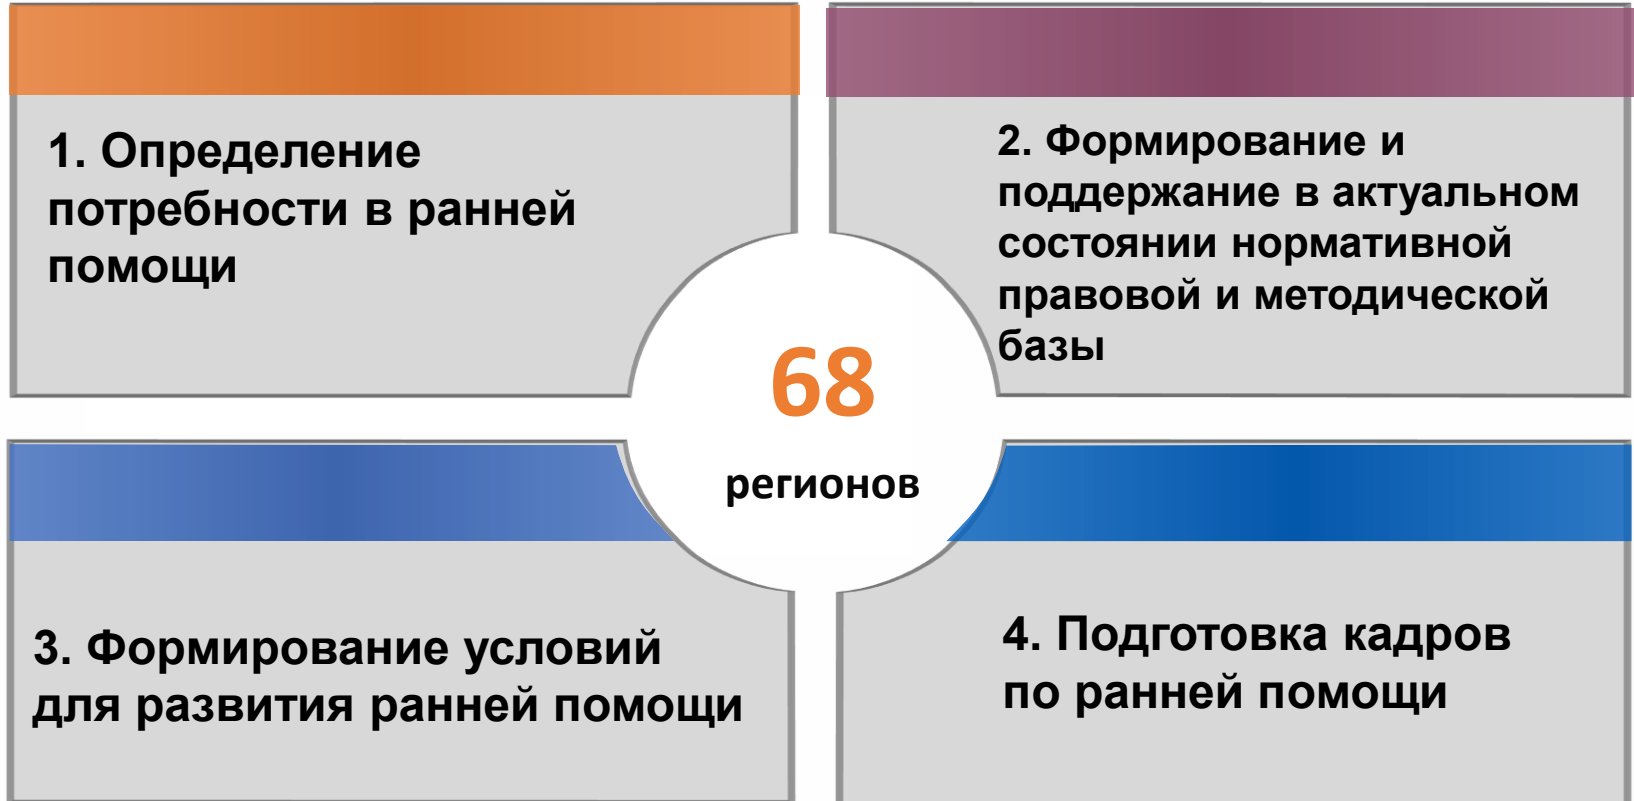 1. Определение
потребности в ранней
помощи
2. Формирование и
поддержание в актуальном
состоянии нормативной
правовой и методической
базы
68
регионов
3. Формирование условий
для развития ранней помощи
4. Подготовка кадров
по ранней помощи